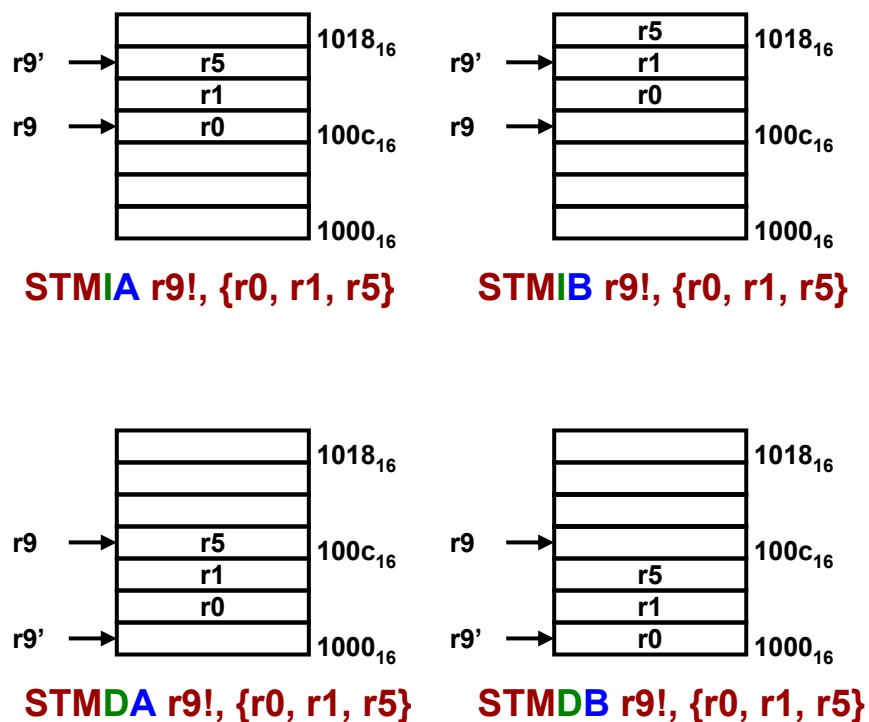 1018₁₆
r9’ r5
r1
r9 r0 100c₁₆
1000₁₆
STMIA r9!, {r0, r1, r5}
r5 1018₁₆
r9’ r1
r0
r9 100c₁₆
1000₁₆
STMIB r9!, {r0, r1, r5}
1018₁₆
r9 r5 100c₁₆
r1
r0
r9’ 1000₁₆
STMDA r9!, {r0, r1, r5}
1018₁₆
r9 100c₁₆
r5
r1
r9’ r0 1000₁₆
STMDB r9!, {r0, r1, r5}